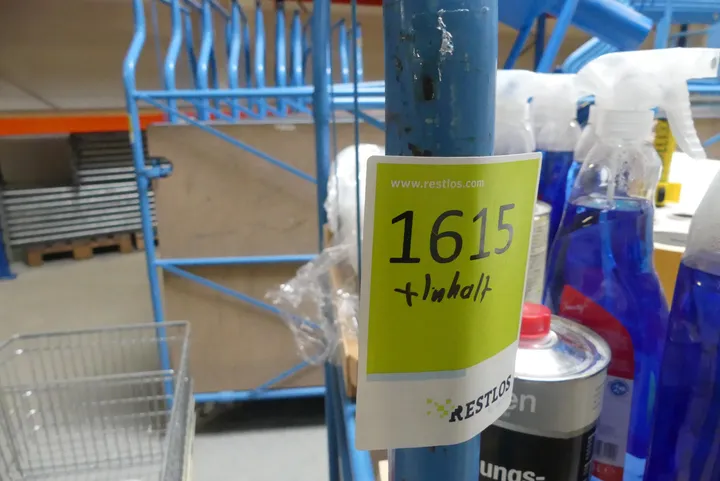 www.restlos.com
1615
+Inhalt
RESTLOS
en
ungs-